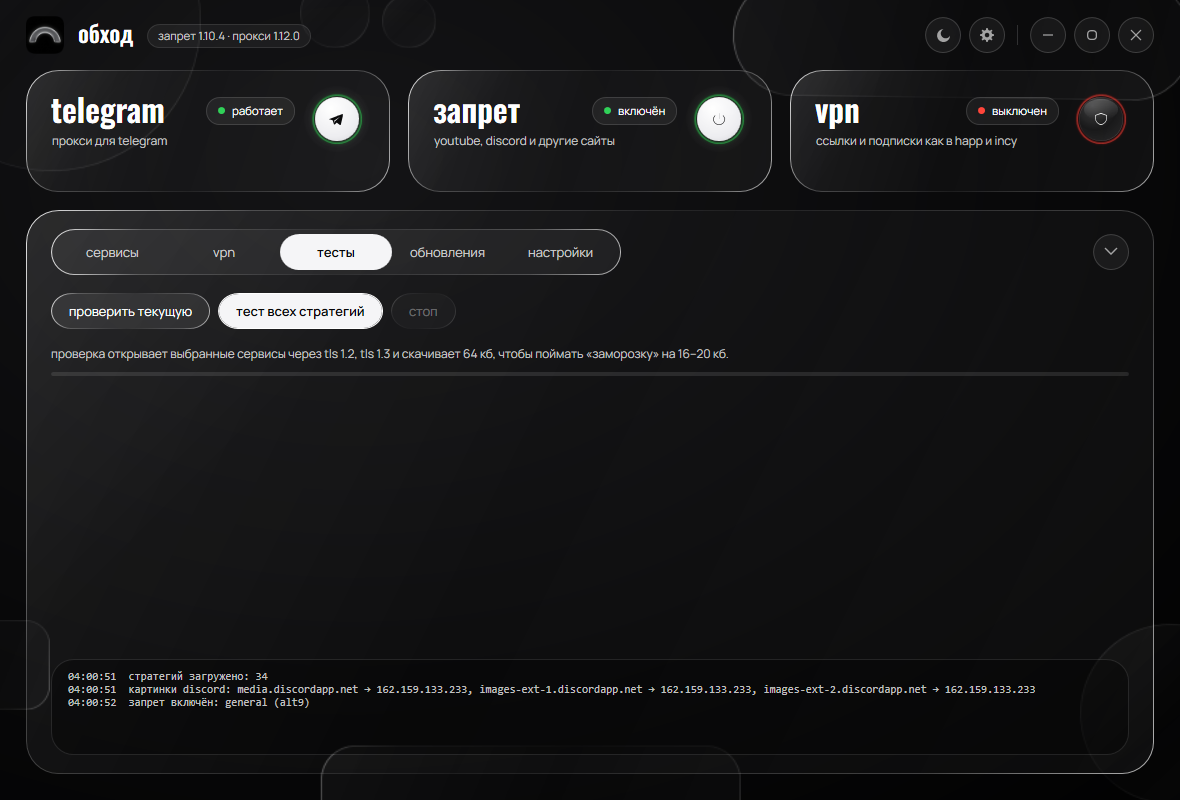 обход запрет 1.10.4 · прокси 1.12.0
telegram работает
прокси для telegram
запрет включён
youtube, discord и другие сайты
vpn выключен
ссылки и подписки как в happ и incy
сервисы vpn тесты обновления настройки
проверить текущую тест всех стратегий стоп
проверка открывает выбранные сервисы через tls 1.2, tls 1.3 и скачивает 64 кб, чтобы поймать «заморозку» на 16–20 кб.
04:00:51 стратегий загружено: 34
04:00:51 картинки discord: media.discordapp.net → 162.159.133.233, images-ext-1.discordapp.net → 162.159.133.233, images-ext-2.discordapp.net → 162.159.133.233
04:00:52 запрет включён: general (alt9)